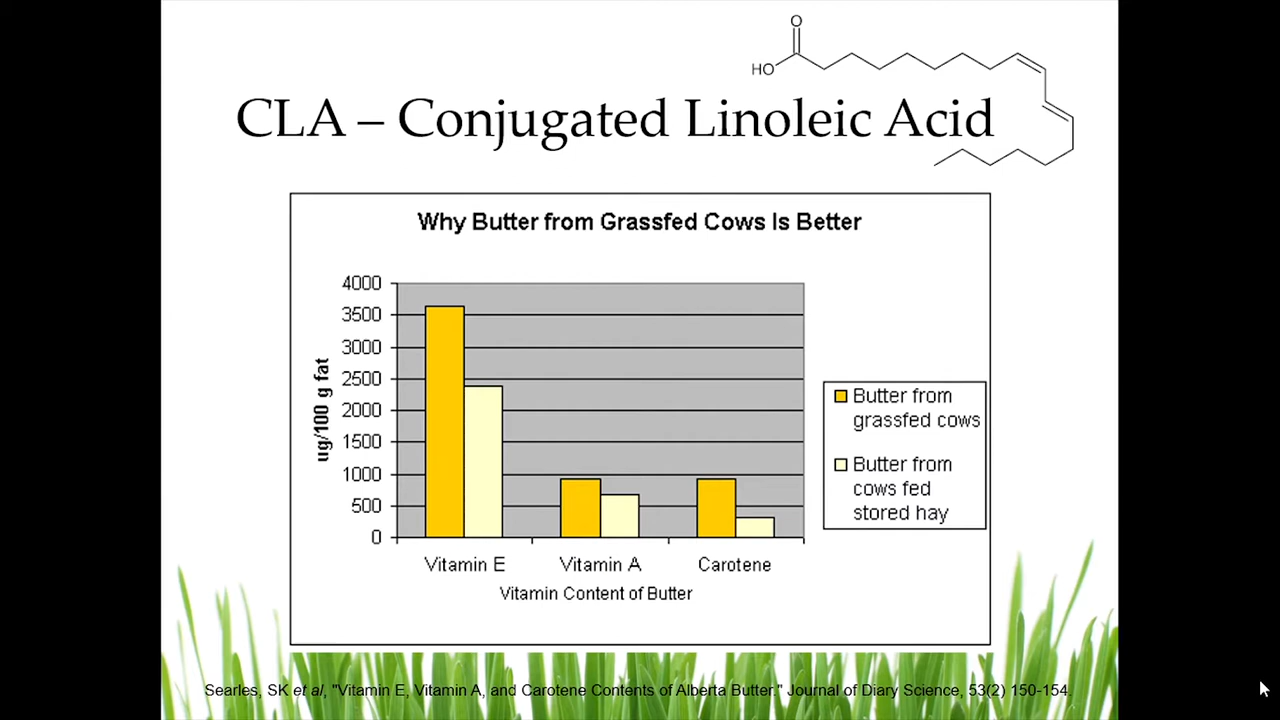 O
HO
CLA – Conjugated Linoleic Acid
Why Butter from Grassfed Cows Is Better
4000
3500
3000
2500
2000
1500
1000
500
0
ug/100 g fat
Vitamin E
Vitamin A
Carotene
Vitamin Content of Butter
Butter from
grassfed cows
Butter from
cows fed
stored hay
Searles, SK et al, "Vitamin E, Vitamin A, and Carotene Contents of Alberta Butter." Journal of Diary Science, 53(2) 150-154.